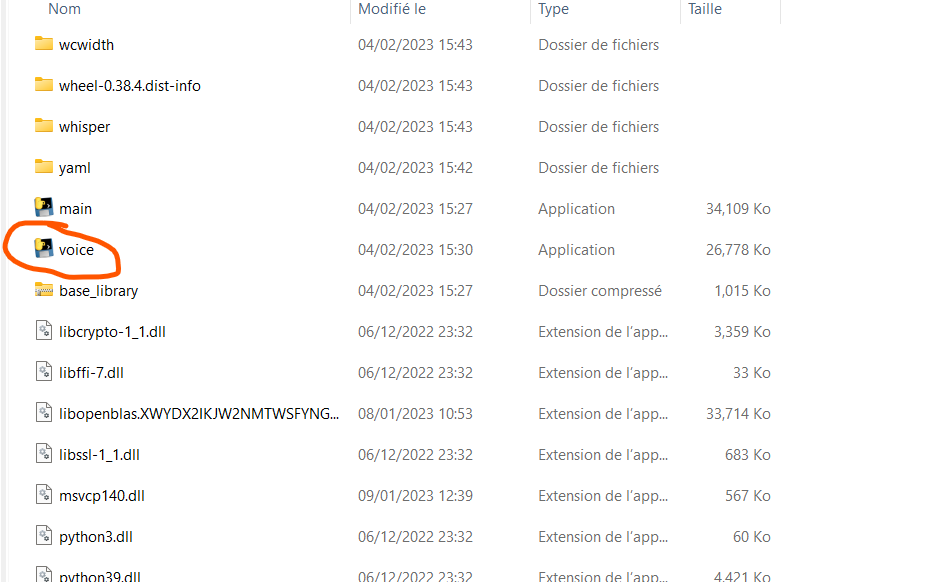 Nom Modifié le Type Taille
wcwidth 04/02/2023 15:43 Dossier de fichiers
wheel-0.38.4.dist-info 04/02/2023 15:43 Dossier de fichiers
whisper 04/02/2023 15:43 Dossier de fichiers
yaml 04/02/2023 15:42 Dossier de fichiers
main 04/02/2023 15:27 Application 34,109 Ko
voice 04/02/2023 15:30 Application 26,778 Ko
base_library 04/02/2023 15:27 Dossier compressé 1,015 Ko
libcrypto-1_1.dll 06/12/2022 23:32 Extension de l'app... 3,359 Ko
libffi-7.dll 06/12/2022 23:32 Extension de l'app... 33 Ko
libopenblas.XWYDX2IKJW2NMTWSFYNG... 08/01/2023 10:53 Extension de l'app... 33,714 Ko
libssl-1_1.dll 06/12/2022 23:32 Extension de l'app... 683 Ko
msvcp140.dll 09/01/2023 12:39 Extension de l'app... 567 Ko
python3.dll 06/12/2022 23:32 Extension de l'app... 60 Ko
python39.dll 06/12/2022 23:32 Extension de l'app... 4,421 Ko